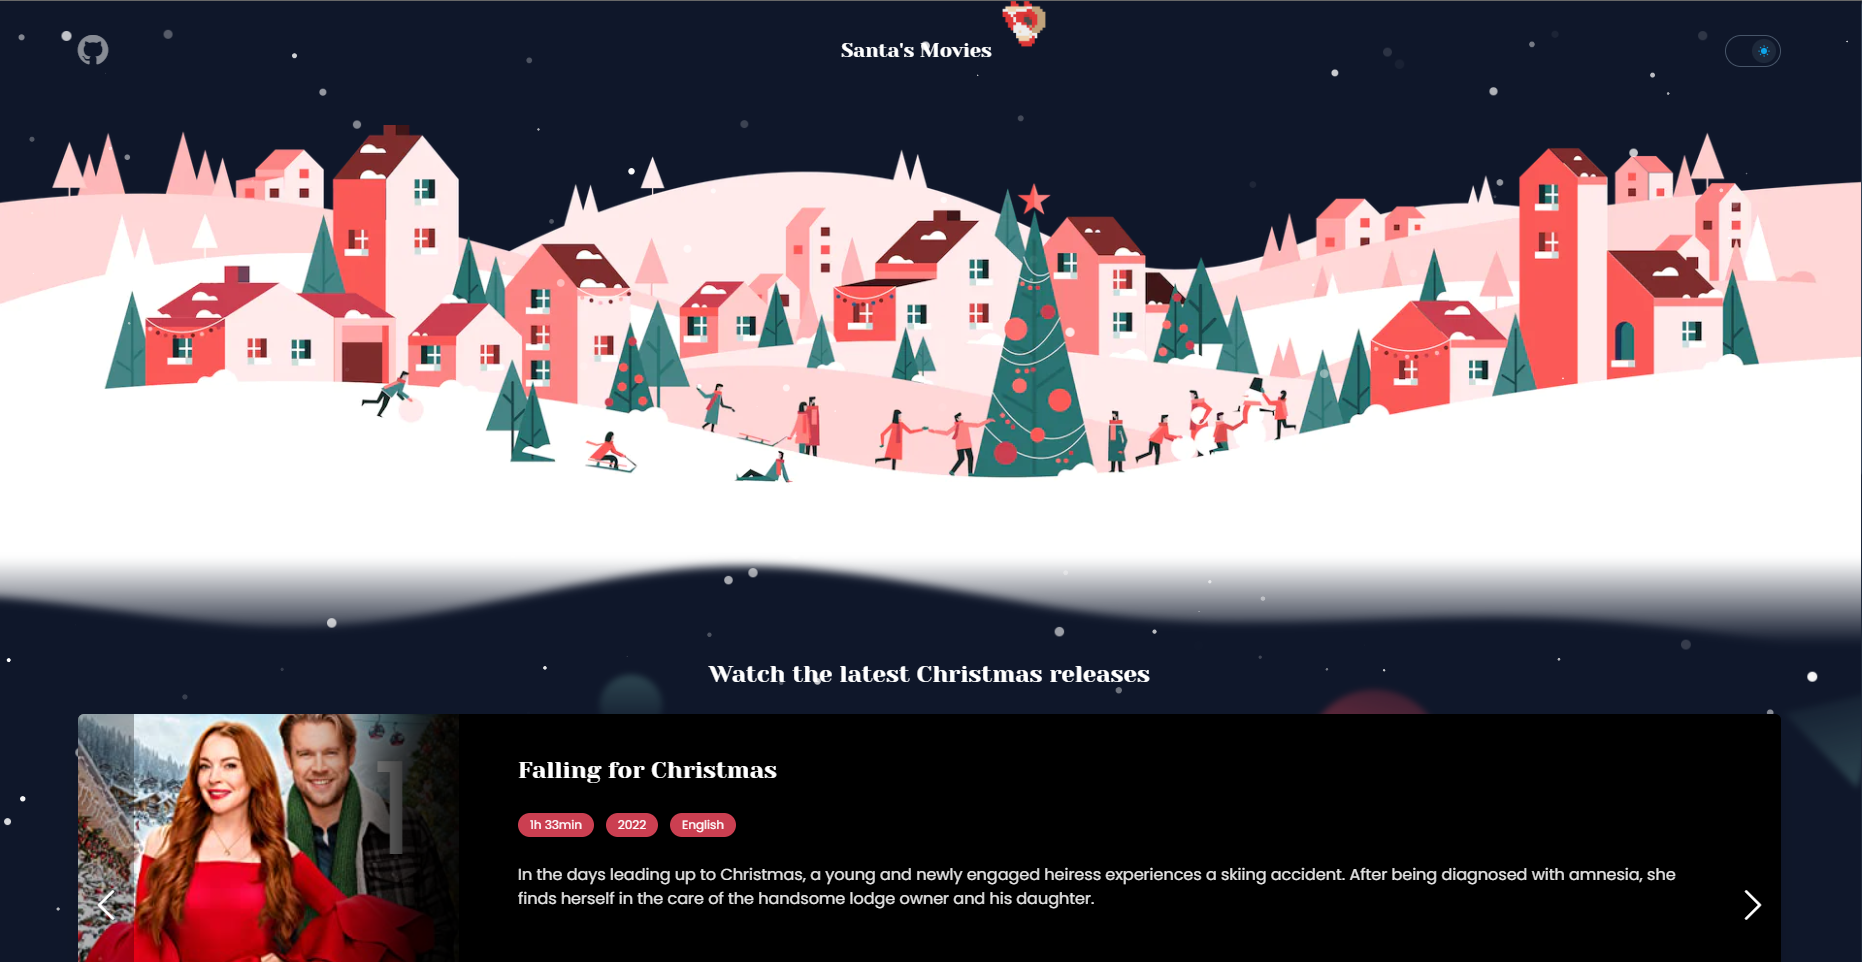 Santa's Movies
Watch the latest Christmas releases
1
Falling for Christmas
1h 33min 2022 English
In the days leading up to Christmas, a young and newly engaged heiress experiences a skiing accident. After being diagnosed with amnesia, she
finds herself in the care of the handsome lodge owner and his daughter.